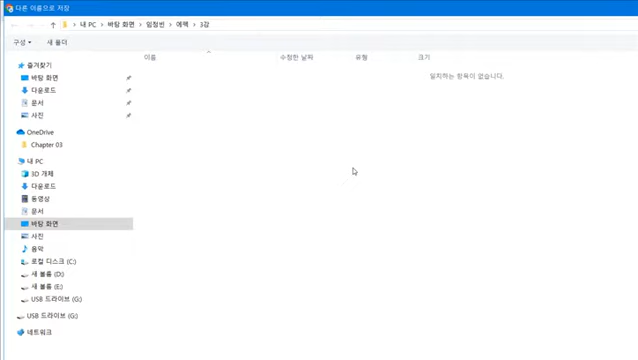 다른 이름으로 저장
내 PC > 바탕 화면 > 임정빈 > 에펙 > 3강
구성 새 폴더
이름 수정한 날짜 유형 크기
일치하는 항목이 없습니다.
즐겨찾기
바탕 화면
다운로드
문서
사진
OneDrive
Chapter 03
내 PC
3D 개체
다운로드
동영상
문서
바탕 화면
사진
음악
로컬 디스크 (C:)
새 볼륨 (D:)
새 볼륨 (E:)
USB 드라이브 (G:)
USB 드라이브 (G:)
네트워크